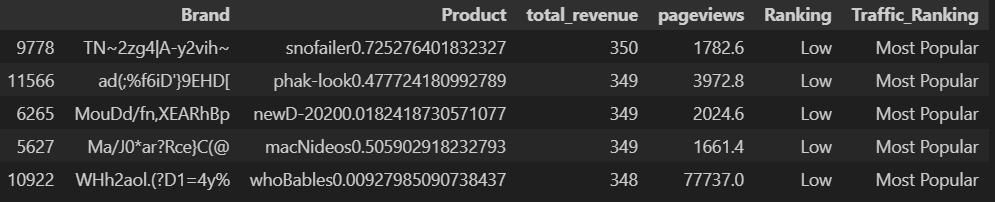 Brand Product total_revenue pageviews Ranking Traffic_Ranking
9778 TN~2zg4|A-y2vih~ snofailer0.725276401832327 350 1782.6 Low Most Popular
11566 ad(;%f6iD'}9EHD[ phak-look0.477724180992789 349 3972.8 Low Most Popular
6265 MouDd/fn,XEARhBp newD-20200.0182418730571077 349 2024.6 Low Most Popular
5627 Ma/J0*ar?Rce}C(@ macNideos0.505902918232793 349 1661.4 Low Most Popular
10922 WHh2aol.(?D1=4y% whoBables0.00927985090738437 348 77737.0 Low Most Popular